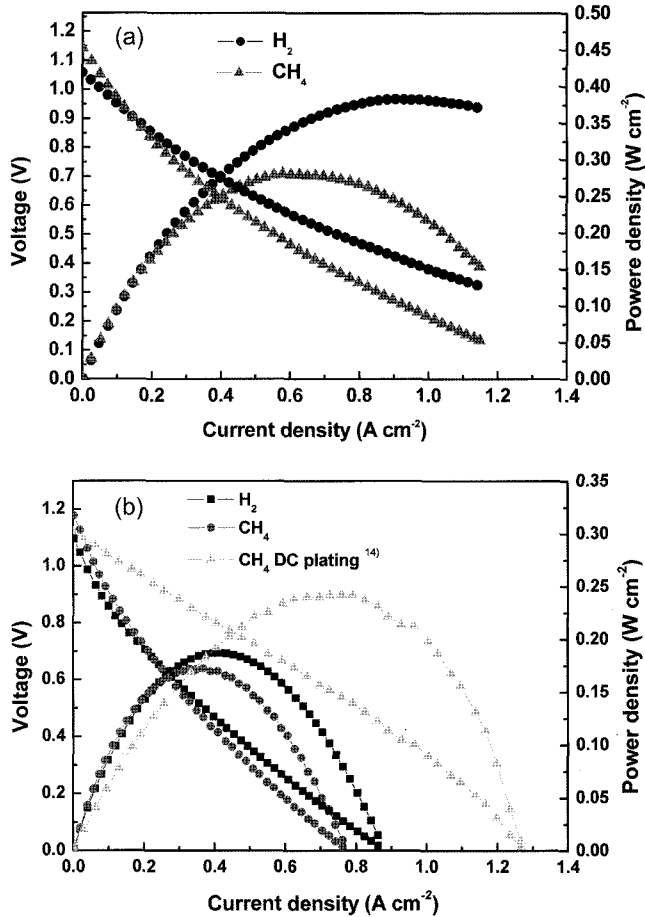 (a)
H2
CH4
1.2
1.1
1.0
0.9
0.8
0.7
0.6
0.5
0.4
0.3
0.2
0.1
0.0
Voltage (V)
0.50
0.45
0.40
0.35
0.30
0.25
0.20
0.15
0.10
0.05
0.00
Powere density (W cm-2)
0.0 0.2 0.4 0.6 0.8 1.0 1.2 1.4
Current density (A cm-2)
(b)
H2
CH4
CH4 DC plating 14)
1.2
1.0
0.8
0.6
0.4
0.2
0.0
Voltage (V)
0.35
0.30
0.25
0.20
0.15
0.10
0.05
0.00
Power density (W cm-2)
0.0 0.2 0.4 0.6 0.8 1.0 1.2 1.4
Current density (A cm-2)